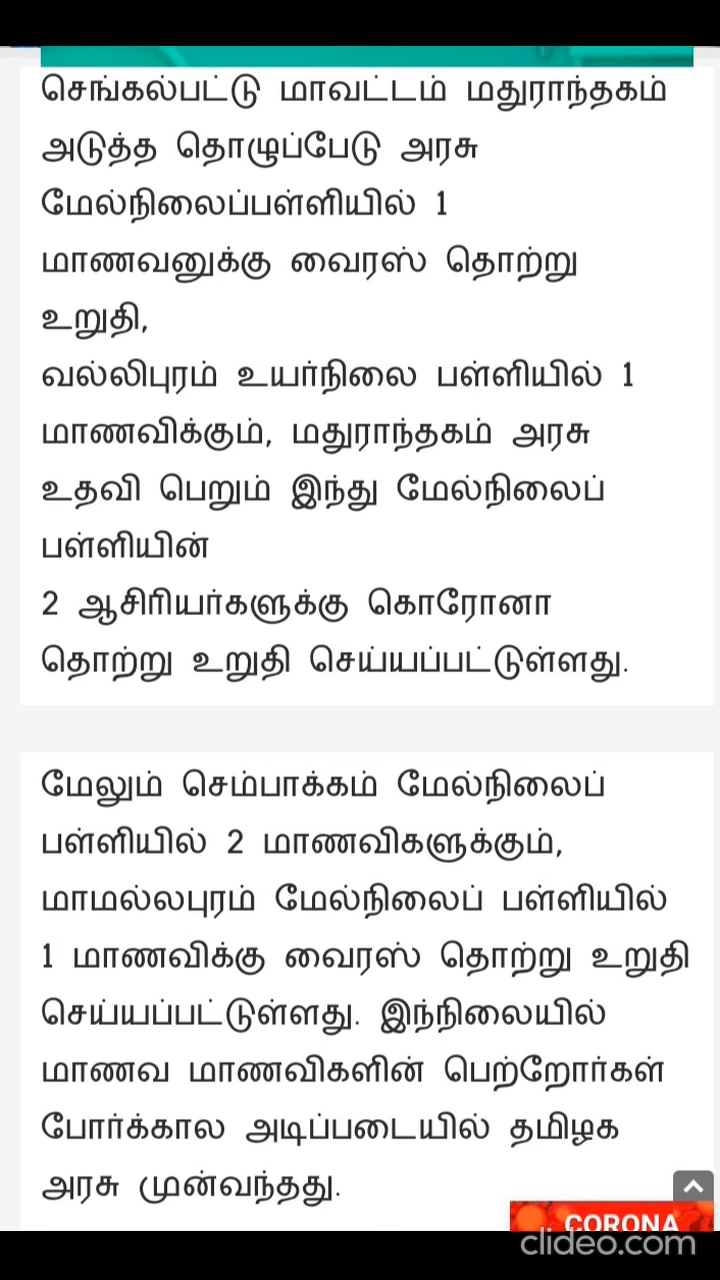 செங்கல்பட்டு மாவட்டம் மதுராந்தகம்
அடுத்த தொழுப்பேடு அரசு
மேல்நிலைப்பள்ளியில் 1
மாணவனுக்கு வைரஸ் தொற்று
உறுதி,
வல்லிபுரம் உயர்நிலை பள்ளியில் 1
மாணவிக்கும், மதுராந்தகம் அரசு
உதவி பெறும் இந்து மேல்நிலைப்
பள்ளியின்
2 ஆசிரியர்களுக்கு கொரோனா
தொற்று உறுதி செய்யப்பட்டுள்ளது.
மேலும் செம்பாக்கம் மேல்நிலைப்
பள்ளியில் 2 மாணவிகளுக்கும்,
மாமல்லபுரம் மேல்நிலைப் பள்ளியில்
1 மாணவிக்கு வைரஸ் தொற்று உறுதி
செய்யப்பட்டுள்ளது. இந்நிலையில்
மாணவ மாணவிகளின் பெற்றோர்கள்
போர்க்கால அடிப்படையில் தமிழக
அரசு முன்வந்தது.
CORONA
clideo.com